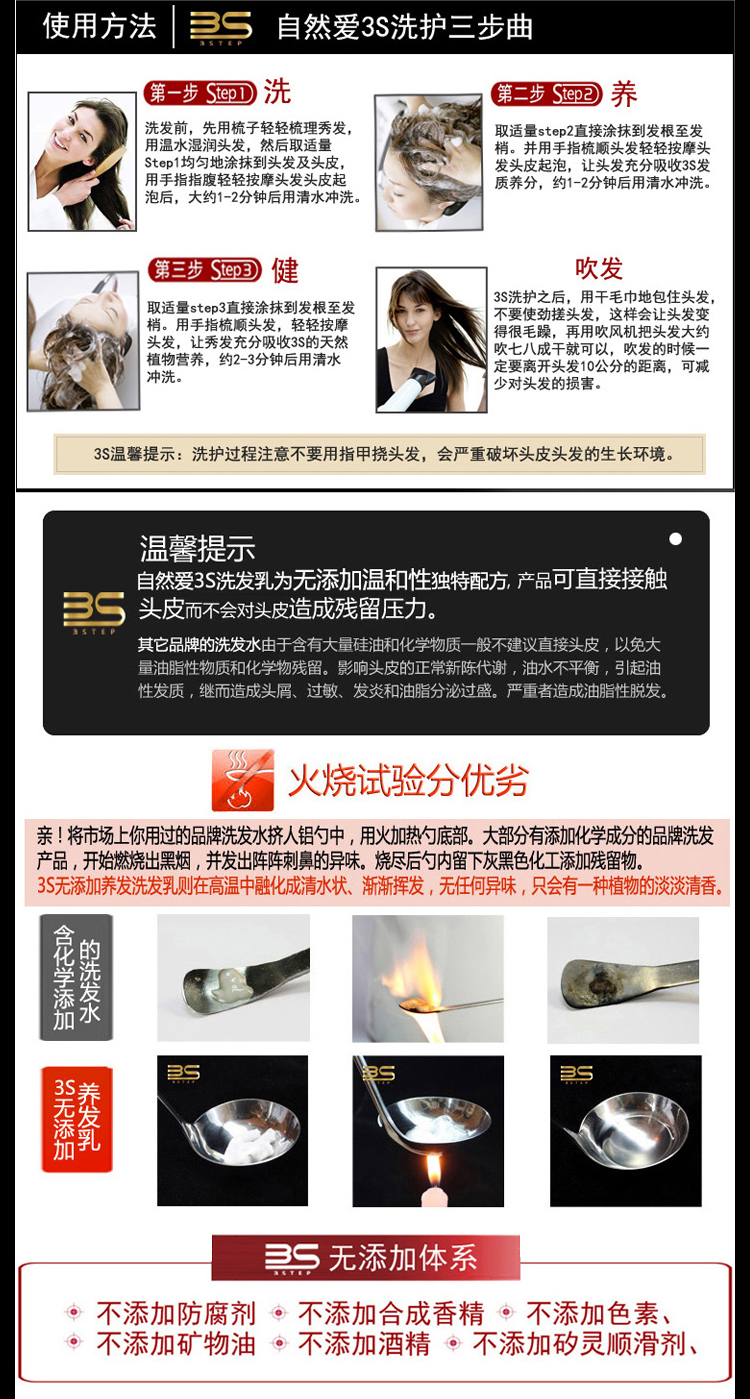 使用方法
3S
3STEP
自然爱3S洗护三步曲
第一步 Step1 洗
洗发前，先用梳子轻轻梳理秀发，
用温水湿润头发，然后取适量
Step1均匀地涂抹到头发及头皮，
用手指指腹轻轻按摩头发头皮起
泡后，大约1-2分钟后用清水冲洗。
第二步 Step2 养
取适量step2直接涂抹到发根至发
梢。并用手指梳顺头发轻轻按摩头
发头皮起泡，让头发充分吸收3S发
质养分，约1-2分钟后用清水冲洗。
第三步 Step3 健
取适量step3直接涂抹到发根至发
梢。用手指梳顺头发，轻轻按摩
头发，让秀发充分吸收3S的天然
植物营养，约2-3分钟后用清水
冲洗。
吹发
3S洗护之后，用干毛巾地包住头发，
不要使劲搓头发，这样会让头发变
得很毛躁，再用吹风机把头发大约
吹七八成干就可以，吹发的时候一
定要离开头发10公分的距离，可减
少对头发的损害。
3S温馨提示：洗护过程注意不要用指甲挠头发，会严重破坏头皮头发的生长环境。
3S
3STEP
温馨提示
自然爱3S洗发乳为无添加温和性独特配方, 产品可直接接触
头皮而不会对头皮造成残留压力。
其它品牌的洗发水由于含有大量硅油和化学物质一般不建议直接头皮，以免大
量油脂性物质和化学物残留。影响头皮的正常新陈代谢，油水不平衡，引起油
性发质，继而造成头屑、过敏、发炎和油脂分泌过盛。严重者造成油脂性脱发。
火烧试验分优劣
亲！将市场上你用过的品牌洗发水挤人铝勺中，用火加热勺底部。大部分有添加化学成分的品牌洗发
产品，开始燃烧出黑烟，并发出阵阵刺鼻的异味。烧尽后勺内留下灰黑色化工添加残留物。
3S无添加养发洗发乳则在高温中融化成清水状、渐渐挥发，无任何异味，只会有一种植物的淡淡清香。
含化学添加
的洗发水
3S无添加
养发乳
3S
3S
3S
3S
3STEP
无添加体系
不添加防腐剂 不添加合成香精 不添加色素、
不添加矿物油 不添加酒精 不添加矽灵顺滑剂、